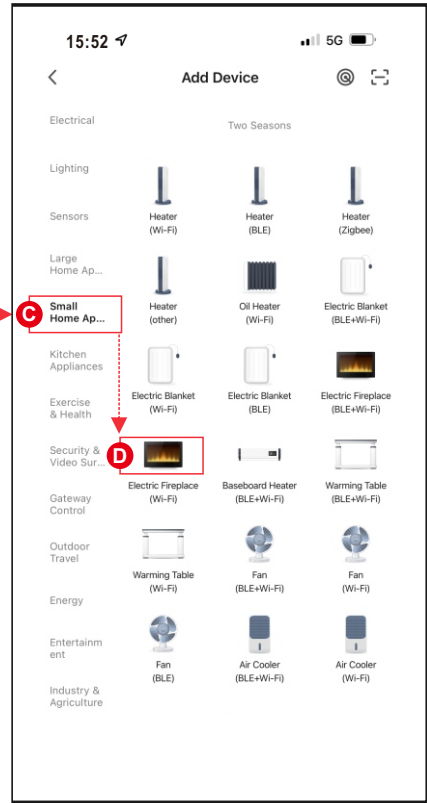 15:52
5G
Add Device
Electrical
Lighting
Sensors
Large
Home Ap...
C
Small
Home Ap...
Kitchen
Appliances
Exercise
& Health
Security &
Video Sur...
Gateway
Control
Outdoor
Travel
Energy
Entertainm
ent
Industry &
Agriculture
Two Seasons
Heater
(Wi-Fi)
Heater
(BLE)
Heater
(Zigbee)
Heater
(other)
Oil Heater
(Wi-Fi)
Electric Blanket
(BLE+Wi-Fi)
Electric Blanket
(Wi-Fi)
Electric Blanket
(BLE)
Electric Fireplace
(BLE+Wi-Fi)
D
Electric Fireplace
(Wi-Fi)
Baseboard Heater
(BLE+Wi-Fi)
Warming Table
(BLE+Wi-Fi)
Warming Table
(Wi-Fi)
Fan
(BLE+Wi-Fi)
Fan
(Wi-Fi)
Fan
(BLE)
Air Cooler
(BLE+Wi-Fi)
Air Cooler
(Wi-Fi)